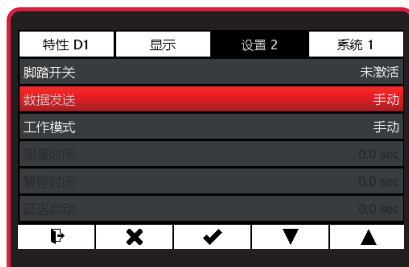 特性 D1 显示 设置 2 系统 1
脚踏开关 未激活
数据发送 手动
工作模式 手动
测量时间 0.0 sec
暂停时间 0.0 sec
延迟启动 0.0 sec